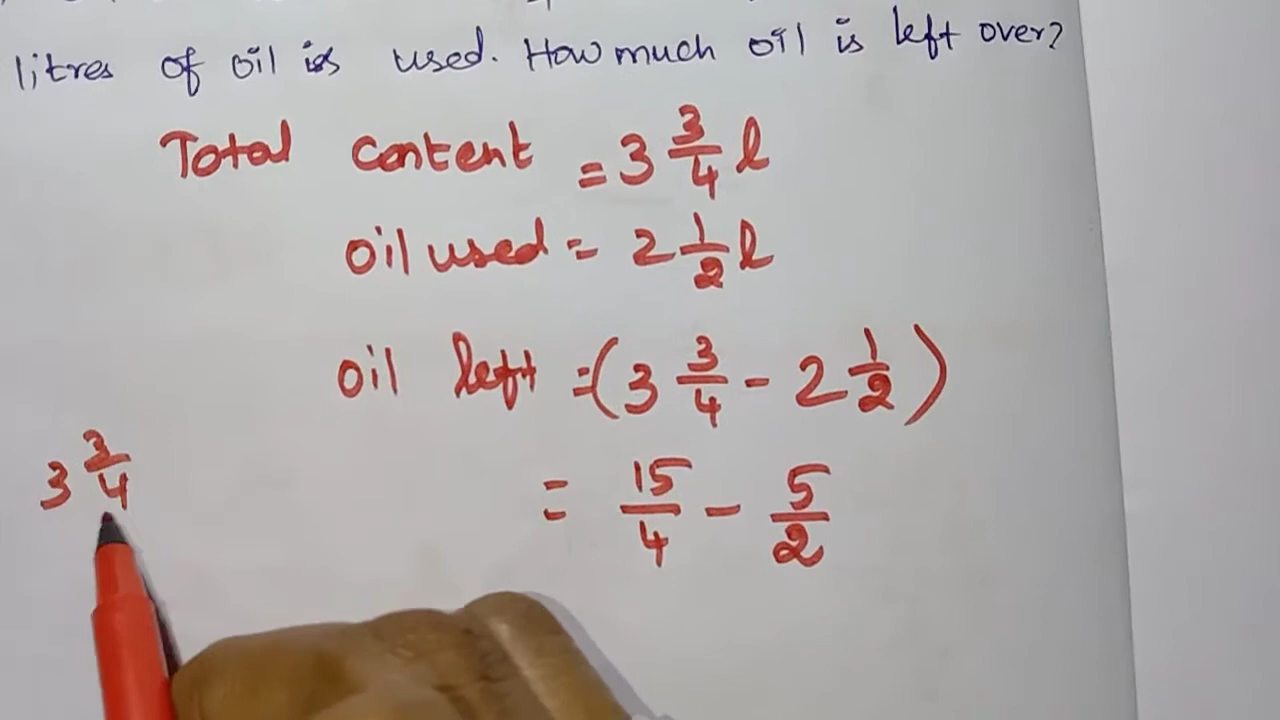 litres of oil is used. How much oil is left over?
Total content = 3 3/4 l
oil used = 2 1/2 l
oil left = (3 3/4 - 2 1/2)
3 3/4
= 15/4 - 5/2